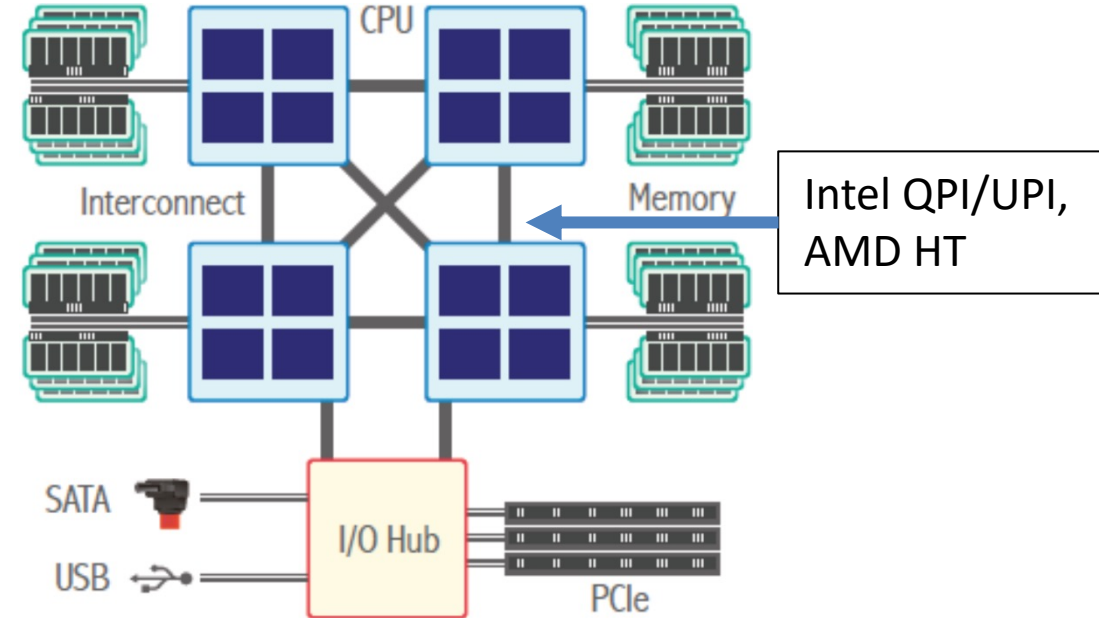 CPU
Interconnect
Memory
Intel QPI/UPI,
AMD HT
SATA
I/O Hub
USB
PCIe